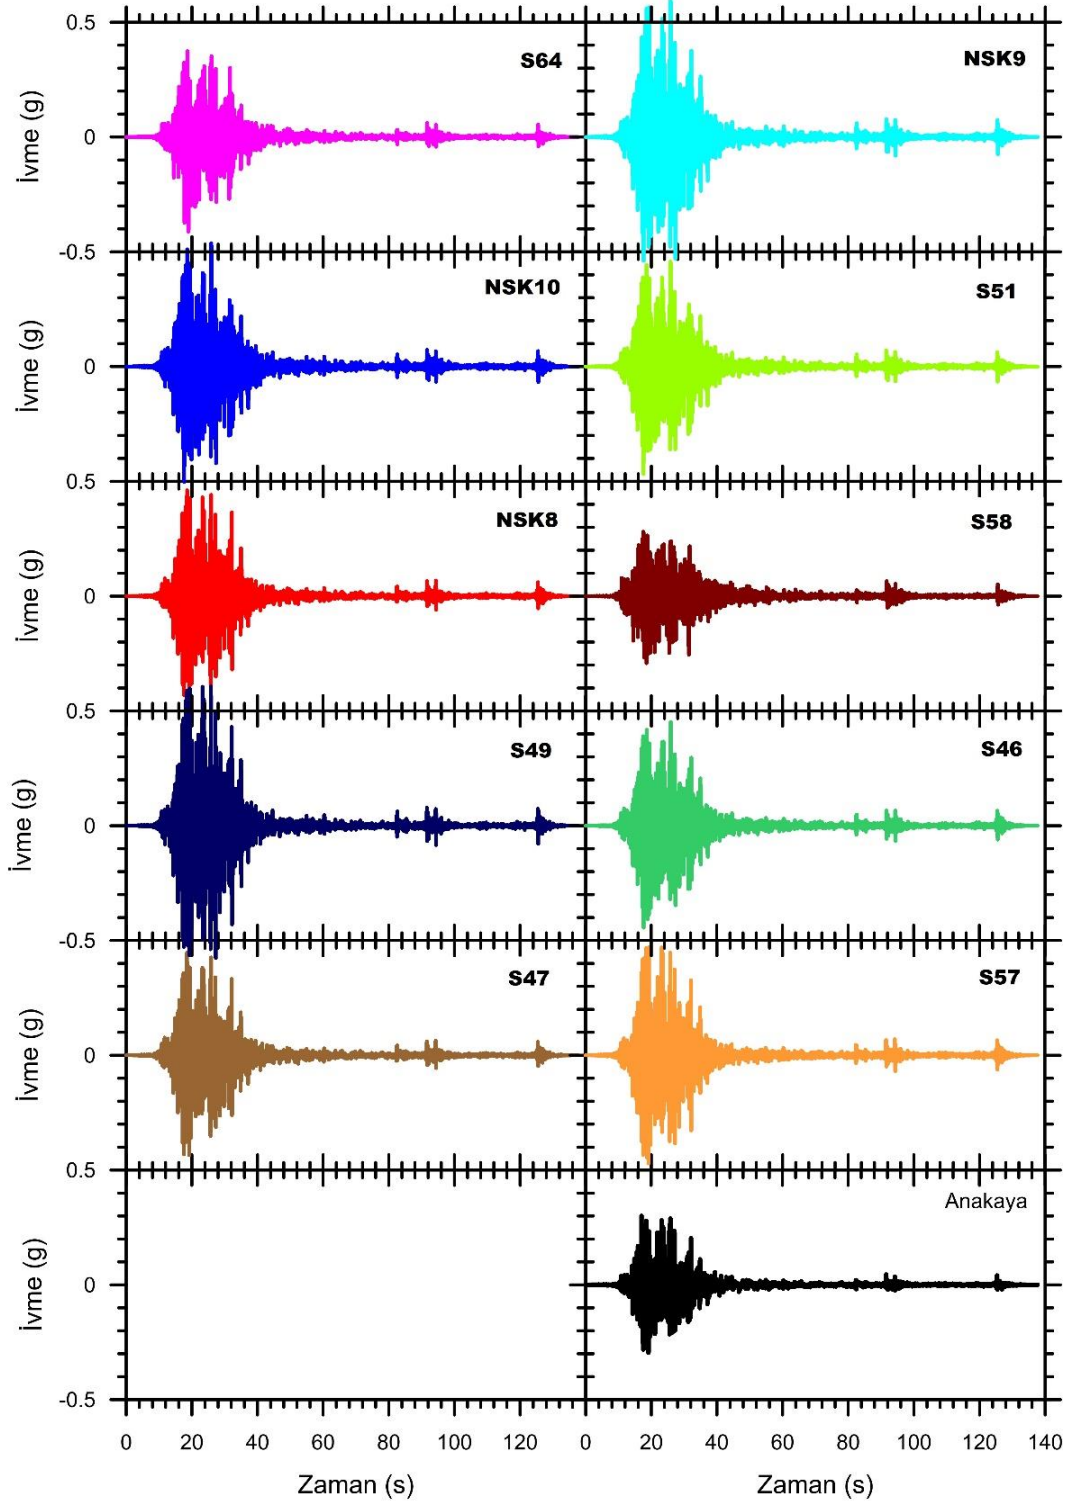 0.5
S64
NSK9
İvme (g)
0
-0.5
NSK10
S51
İvme (g)
0
0.5
NSK8
S58
İvme (g)
0
0.5
S49
S46
İvme (g)
0
-0.5
S47
S57
İvme (g)
0
0.5
Anakaya
İvme (g)
0
-0.5
0 20 40 60 80 100 120 0 20 40 60 80 100 120 140
Zaman (s) Zaman (s)